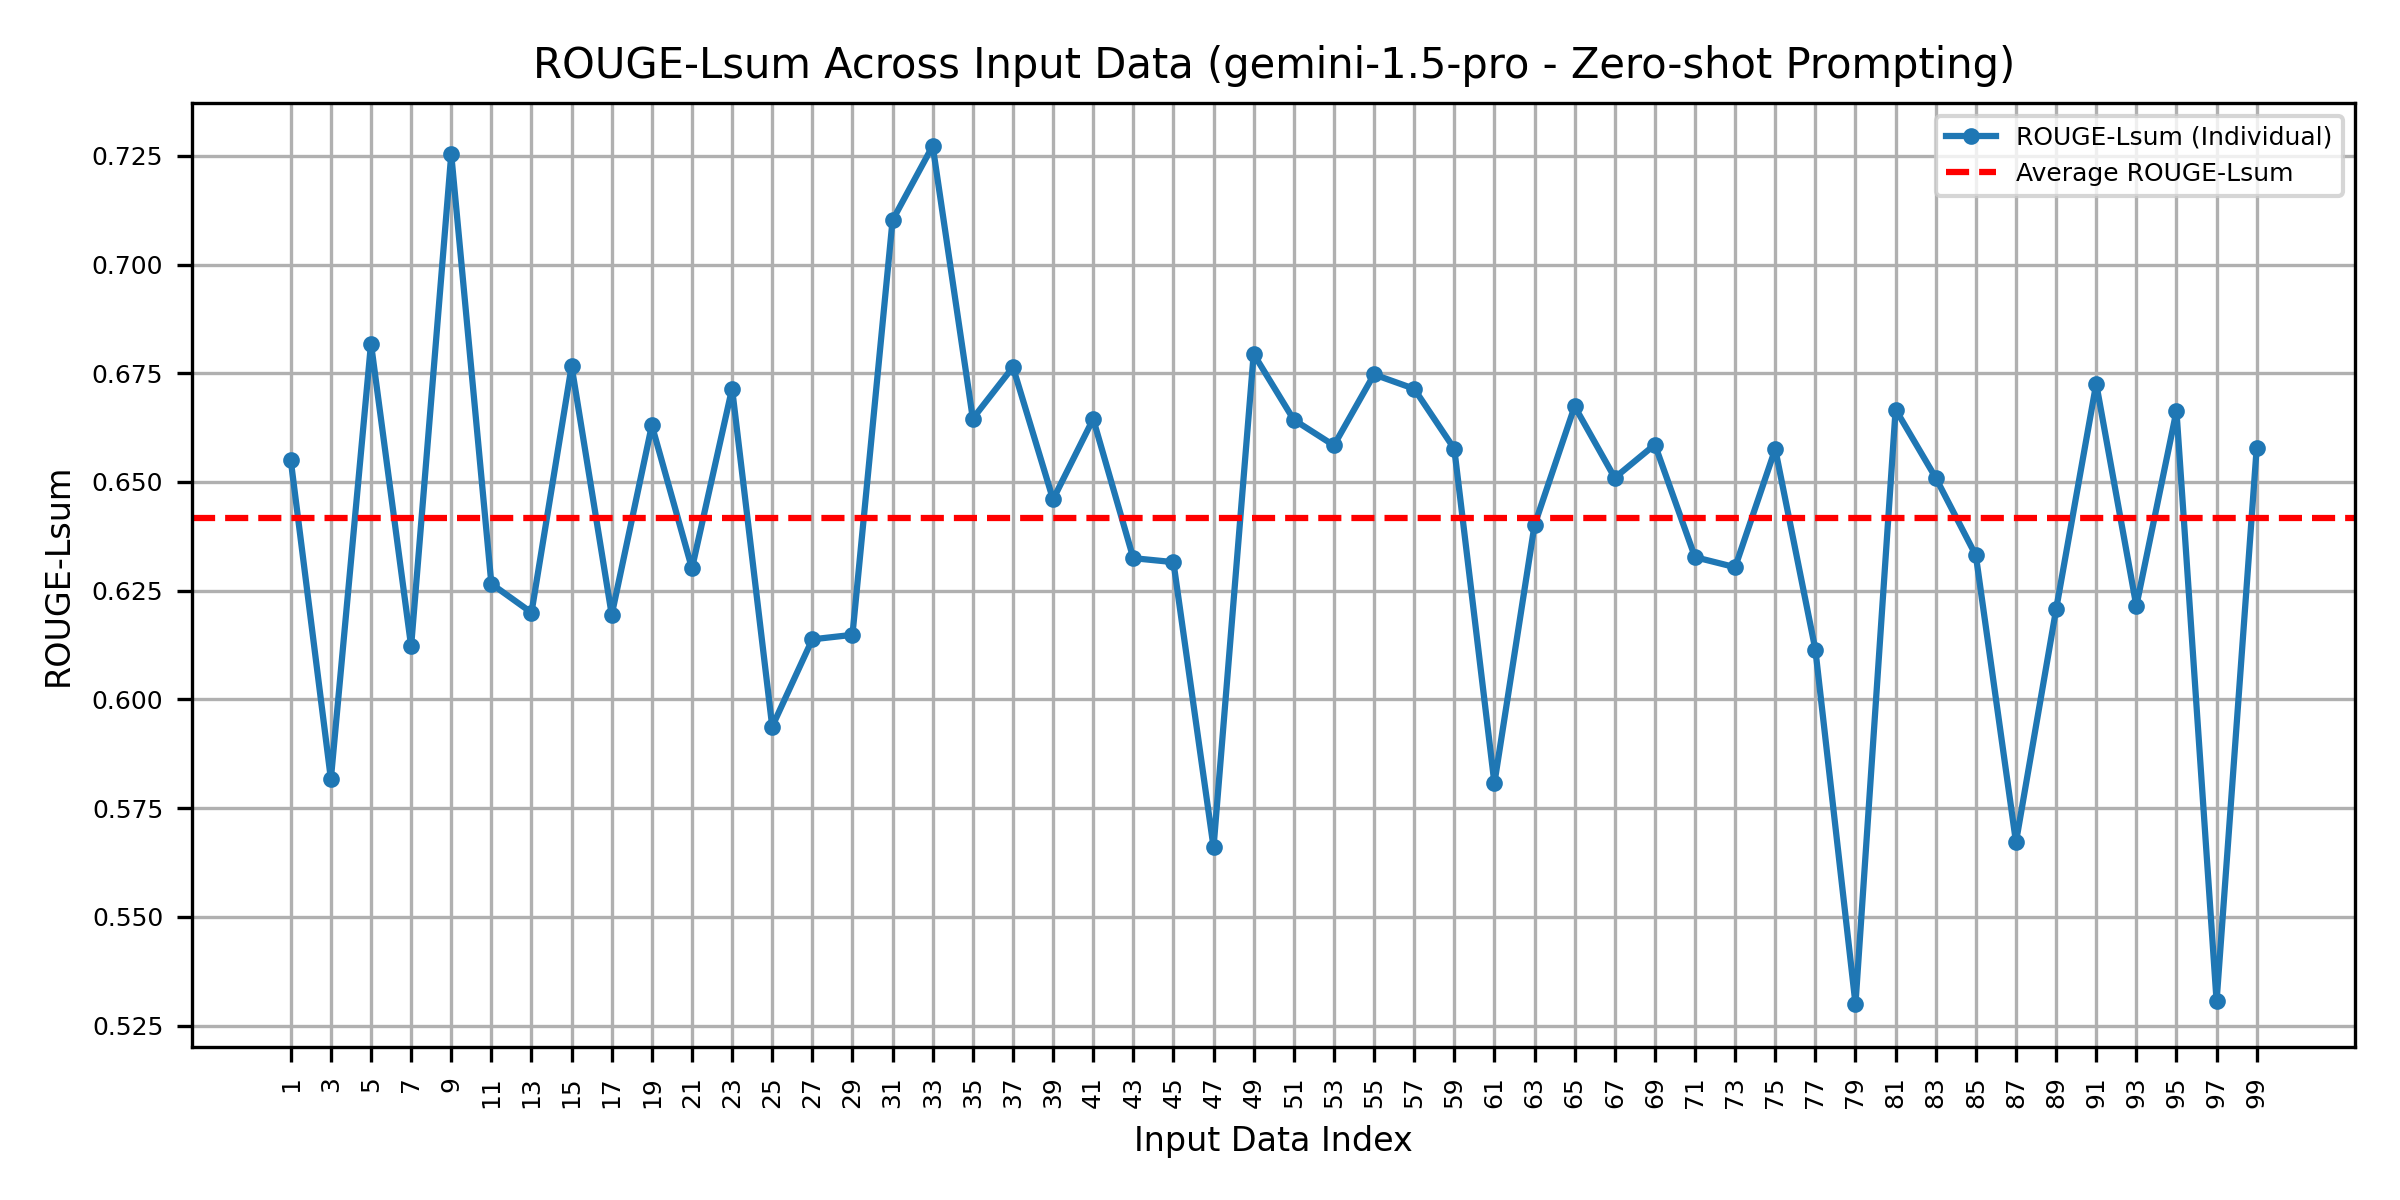 ROUGE-Lsum Across Input Data (gemini-1.5-pro - Zero-shot Prompting)
ROUGE-Lsum (Individual)
Average ROUGE-Lsum
ROUGE-Lsum
0.725
0.700
0.675
0.650
0.625
0.600
0.575
0.550
0.525
1 3 5 7 9 11 13 15 17 19 21 23 25 27 29 31 33 35 37 39 41 43 45 47 49 51 53 55 57 59 61 63 65 67 69 71 73 75 77 79 81 83 85 87 89 91 93 95 97 99
Input Data Index